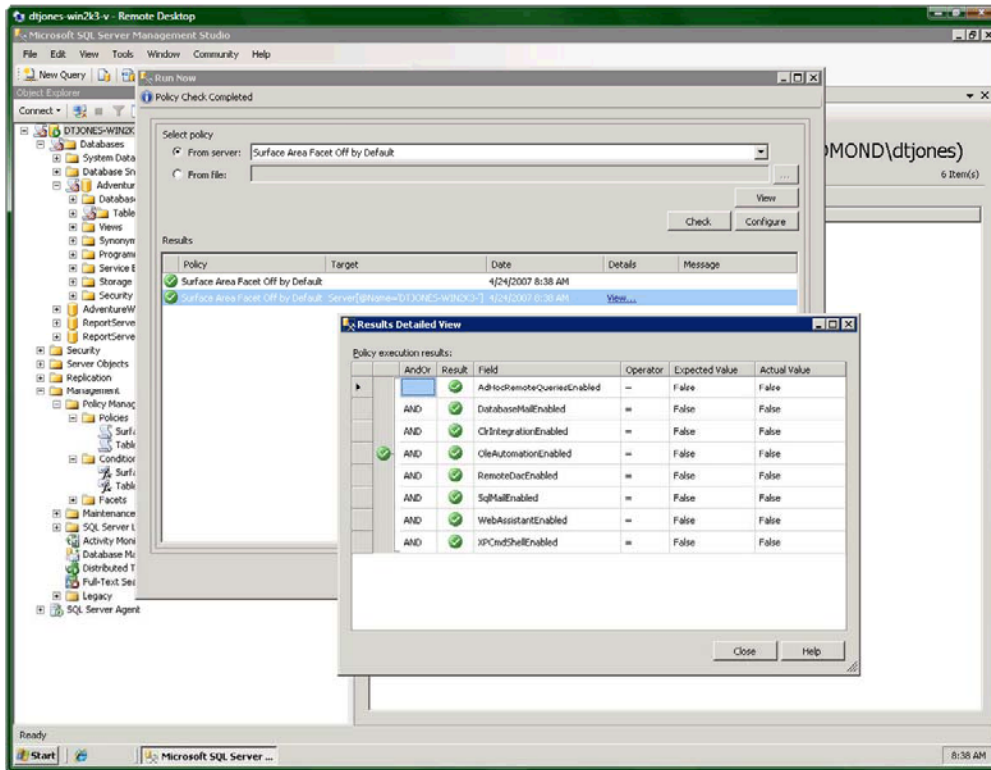 dtjones-win2k3-v - Remote Desktop
Microsoft SQL Server Management Studio
File Edit View Tools Window Community Help
New Query
Run Now
Object Explorer
Policy Check Completed
Connect
DTJONES-WIN2K
Databases
System Data
Database Sn
Adventur
Databas
Table
Views
Synonym
Programm
Service B
Storage
Security
AdventureW
ReportServe
ReportServe
Security
Server Objects
Replication
Management
Policy Manag
Policies
Surfa
Table
Condition
Surfa
Table
Facets
Maintenance
SQL Server L
Activity Moni
Database Ma
Distributed T
Full-Text Sea
Legacy
SQL Server Agent
MOND\dtjones)
6 Item(s)
Select policy
From server: Surface Area Facet Off by Default
From file: ...
View
Check Configure
Results
Policy Target Date Details Message
Surface Area Facet Off by Default 4/24/2007 8:38 AM
Surface Area Facet Off by Default Server[@Name='DTJONES-WIN2K3-'] 4/24/2007 8:38 AM View...
Results Detailed View
Policy execution results:
AndOr Result Field Operator Expected Value Actual Value
AdHocRemoteQueriesEnabled = False False
AND DatabaseMailEnabled = False False
AND ClrIntegrationEnabled = False False
AND OleAutomationEnabled = False False
AND RemoteDacEnabled = False False
AND SqlMailEnabled = False False
AND WebAssistantEnabled = False False
AND XPCmdShellEnabled = False False
Close Help
Ready
Start Microsoft SQL Server ... 8:38 AM